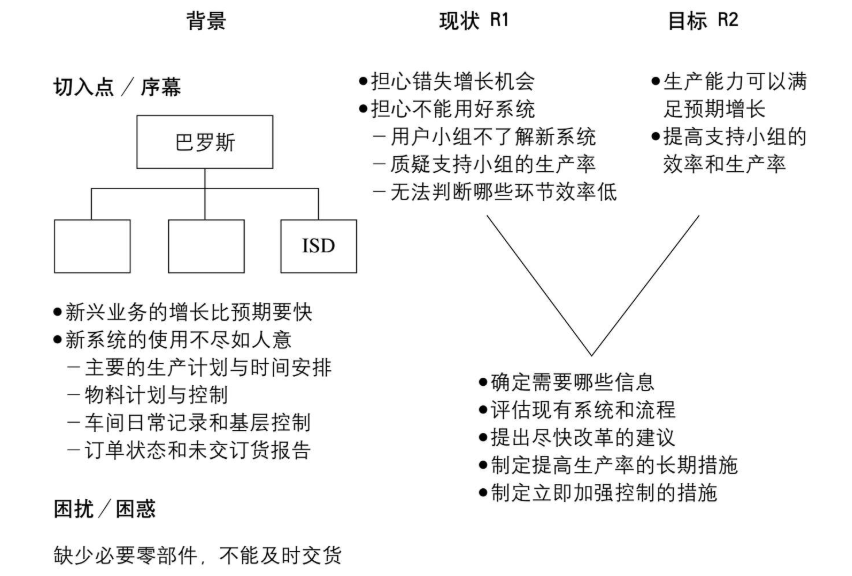 背景
现状 R1
目标 R2
切入点／序幕
巴罗斯
ISD
●新兴业务的增长比预期要快
●新系统的使用不尽如人意
－主要的生产计划与时间安排
－物料计划与控制
－车间日常记录和基层控制
－订单状态和未交订货报告
困扰／困惑
缺少必要零部件，不能及时交货
●担心错失增长机会
●担心不能用好系统
－用户小组不了解新系统
－质疑支持小组的生产率
－无法判断哪些环节效率低
●生产能力可以满
足预期增长
●提高支持小组的
效率和生产率
●确定需要哪些信息
●评估现有系统和流程
●提出尽快改革的建议
●制定提高生产率的长期措施
●制定立即加强控制的措施